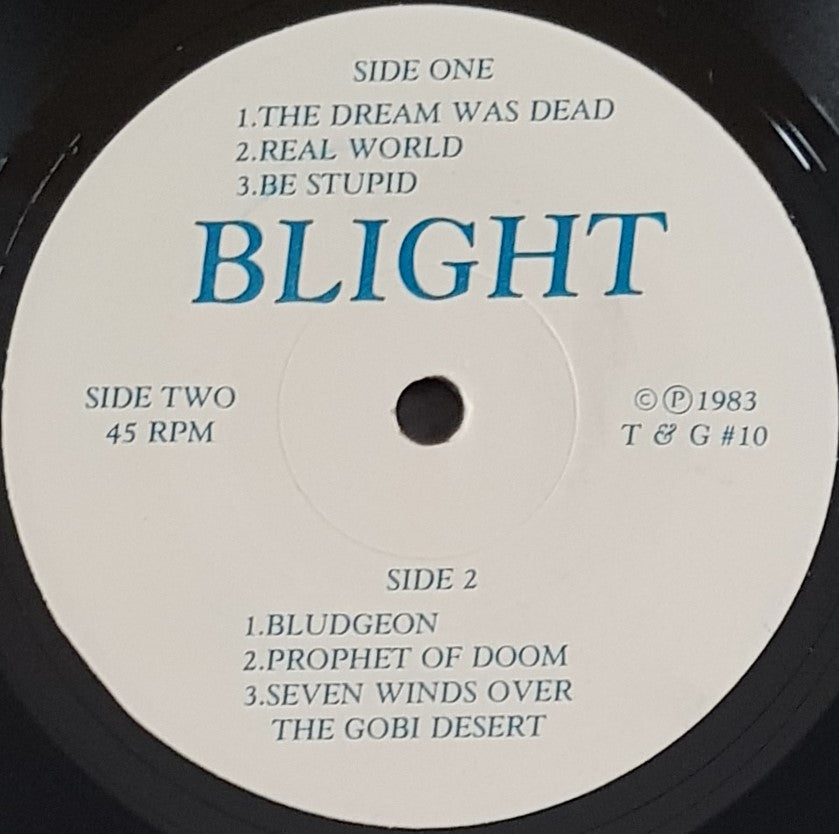 SIDE ONE
1.THE DREAM WAS DEAD
2.REAL WORLD
3.BE STUPID
BLIGHT
SIDE TWO
45 RPM
©℗1983
T & G #10
SIDE 2
1.BLUDGEON
2.PROPHET OF DOOM
3.SEVEN WINDS OVER
THE GOBI DESERT